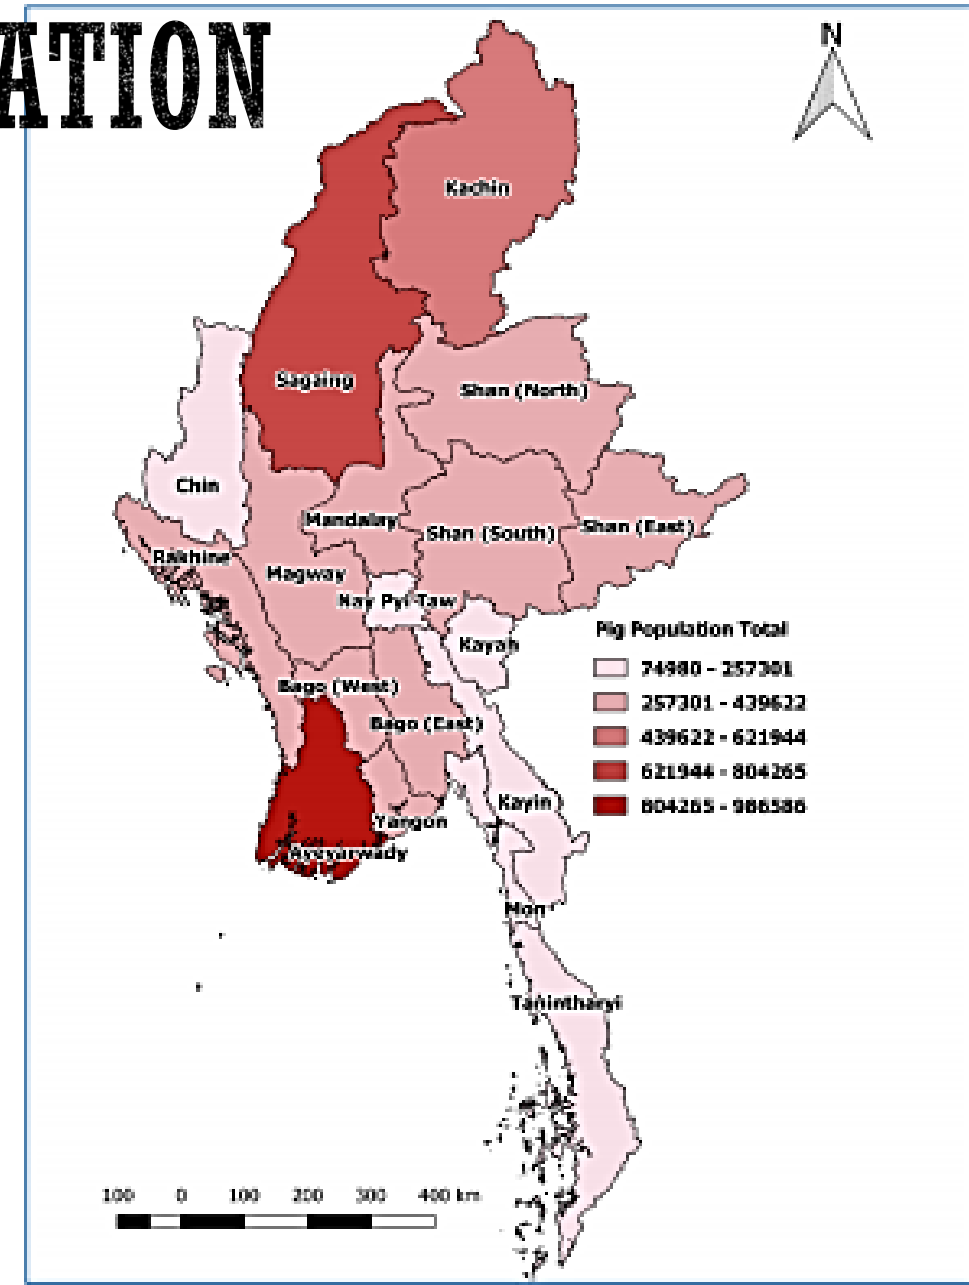 ATION
N
Kachin
Sagaing
Shan (North)
Chin
Mandalay
Shan (South)
Shan (East)
Rakhine
Magway
Nay Pyi Taw
Kayah
Bago (West)
Bago (East)
Kayin
Yangon
Ayeyarwady
Mon
Tanintharyi
Pig Population Total
74980 - 257301
257301 - 439622
439622 - 621944
621944 - 804265
804265 - 986586
100 0 100 200 300 400 km